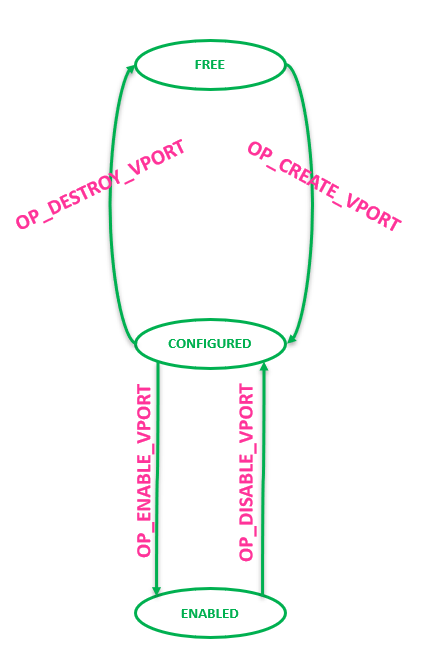 FREE
OP_DESTROY_VPORT
OP_CREATE_VPORT
CONFIGURED
OP_ENABLE_VPORT
OP_DISABLE_VPORT
ENABLED